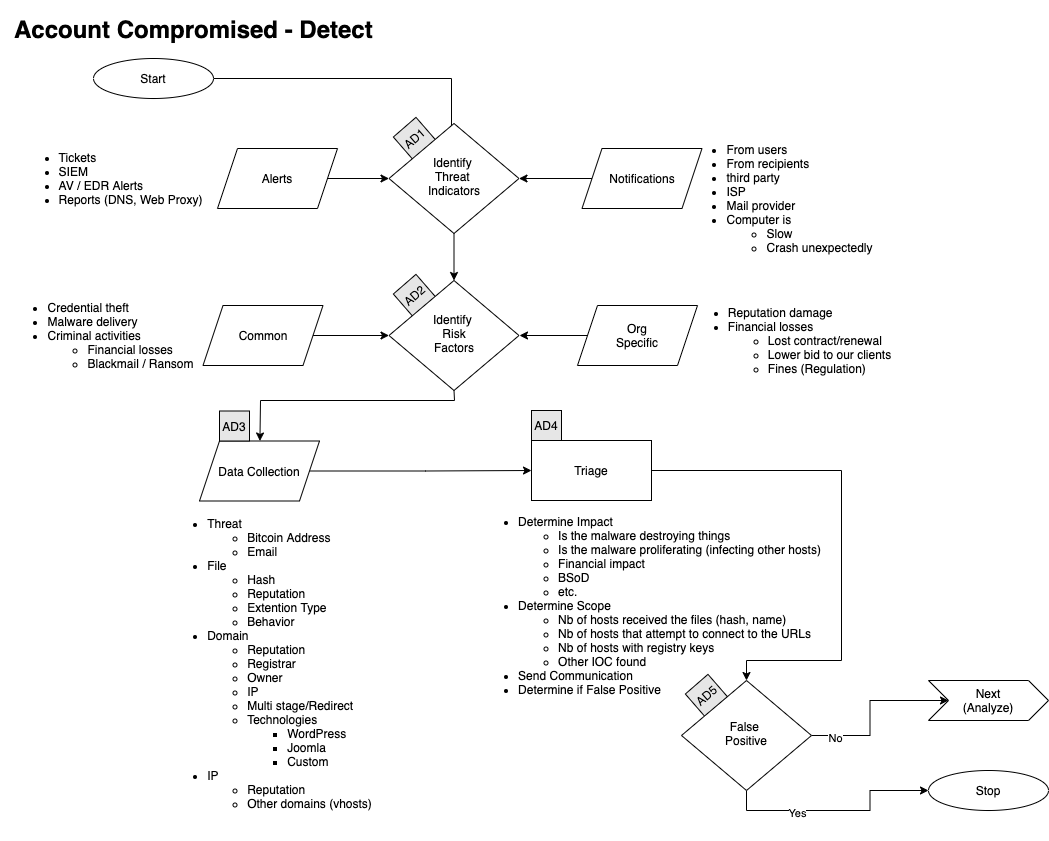 Account Compromised - Detect
Start
AD1
Identify
Threat
Indicators
Alerts
• Tickets
• SIEM
• AV / EDR Alerts
• Reports (DNS, Web Proxy)
Notifications
• From users
• From recipients
• third party
• ISP
• Mail provider
• Computer is
○ Slow
○ Crash unexpectedly
AD2
Identify
Risk
Factors
Common
• Credential theft
• Malware delivery
• Criminal activities
○ Financial losses
○ Blackmail / Ransom
Org
Specific
• Reputation damage
• Financial losses
○ Lost contract/renewal
○ Lower bid to our clients
○ Fines (Regulation)
AD3
Data Collection
• Threat
○ Bitcoin Address
○ Email
• File
○ Hash
○ Reputation
○ Extention Type
○ Behavior
• Domain
○ Reputation
○ Registrar
○ Owner
○ IP
○ Multi stage/Redirect
○ Technologies
▪ WordPress
▪ Joomla
▪ Custom
• IP
○ Reputation
○ Other domains (vhosts)
AD4
Triage
• Determine Impact
○ Is the malware destroying things
○ Is the malware proliferating (infecting other hosts)
○ Financial impact
○ BSoD
○ etc.
• Determine Scope
○ Nb of hosts received the files (hash, name)
○ Nb of hosts that attempt to connect to the URLs
○ Nb of hosts with registry keys
○ Other IOC found
• Send Communication
• Determine if False Positive
AD5
False
Positive
No
Next
(Analyze)
Yes
Stop